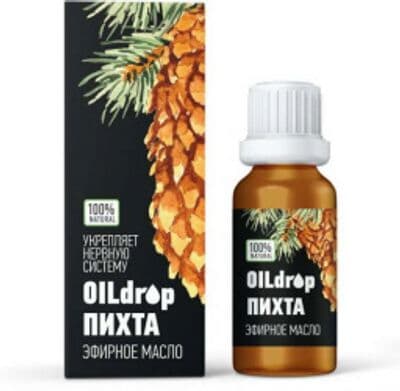 100%
NATURAL
УКРЕПЛЯЕТ
НЕРВНУЮ
СИСТЕМУ
OILdrop
ПИХТА
ЭФИРНОЕ МАСЛО
100%
NATURAL
OILdrop
ПИХТА
ЭФИРНОЕ МАСЛО